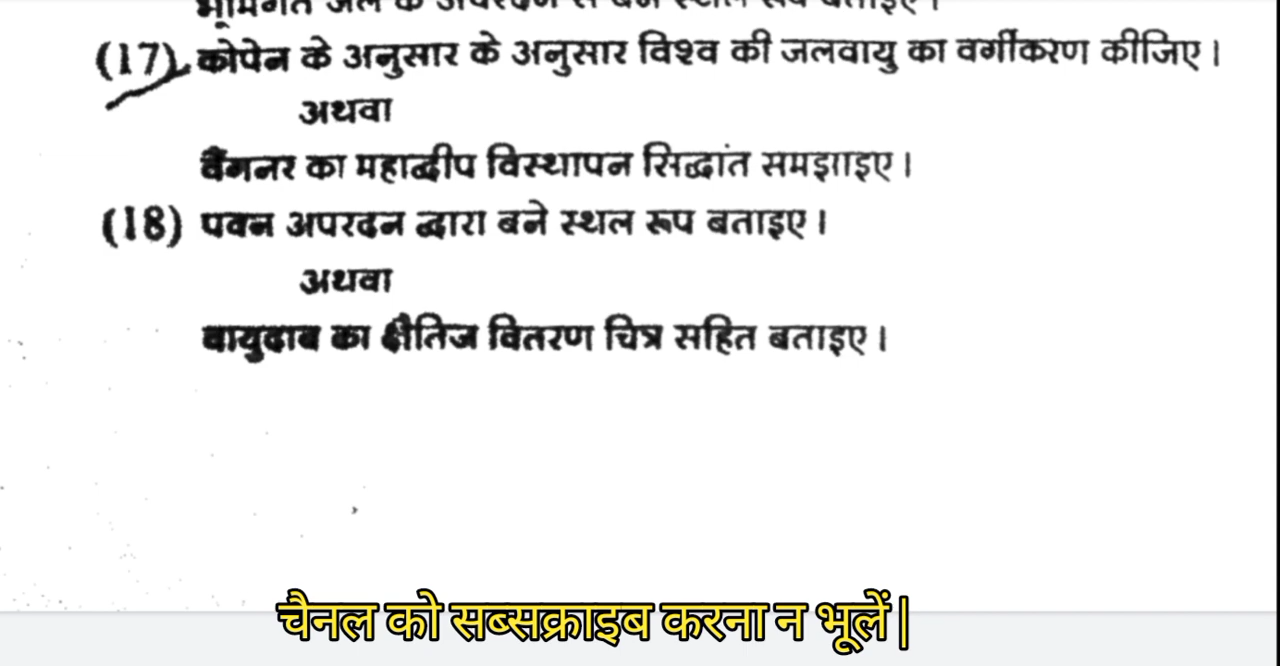 (17) कोपेन के अनुसार के अनुसार विश्व की जलवायु का वर्गीकरण कीजिए।
अथवा
वैगनर का महाद्वीप विस्थापन सिद्धांत समझााइए।
(18) पवन अपरदन द्वारा बने स्थल रूप बताइए।
अथवा
वायुदाब का क्षैतिज वितरण चित्र सहित बताइए।
चैनल को सब्सक्राइब करना न भूलें|